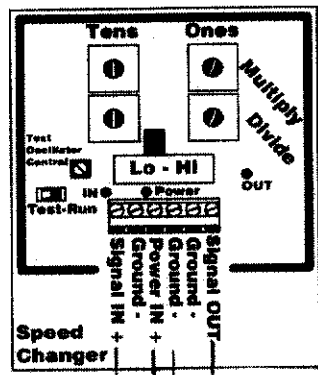 Tens Ones
Multiply
Divide
Test
Oscillator
Control
Lo - Hi
IN Power
OUT
Test-Run
Signal IN +
Ground -
Power IN +
Ground -
Ground -
Signal OUT
Speed
Changer